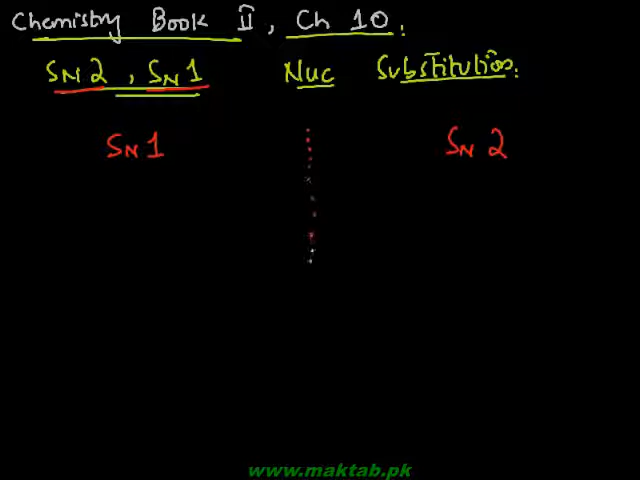 Chemistry Book II, Ch 10.
SN2, SN1 Nuc Substitution.
SN1 SN2
www.maktab.pk